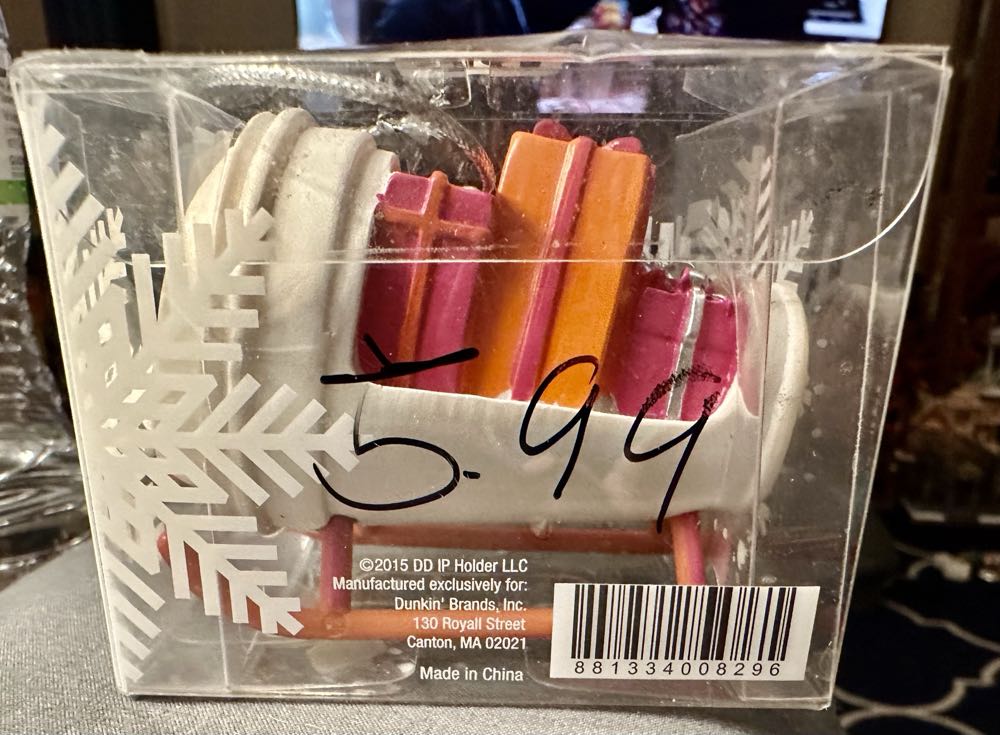 5.99
©2015 DD IP Holder LLC
Manufactured exclusively for:
Dunkin' Brands, Inc.
130 Royall Street
Canton, MA 02021
Made in China
881334008296